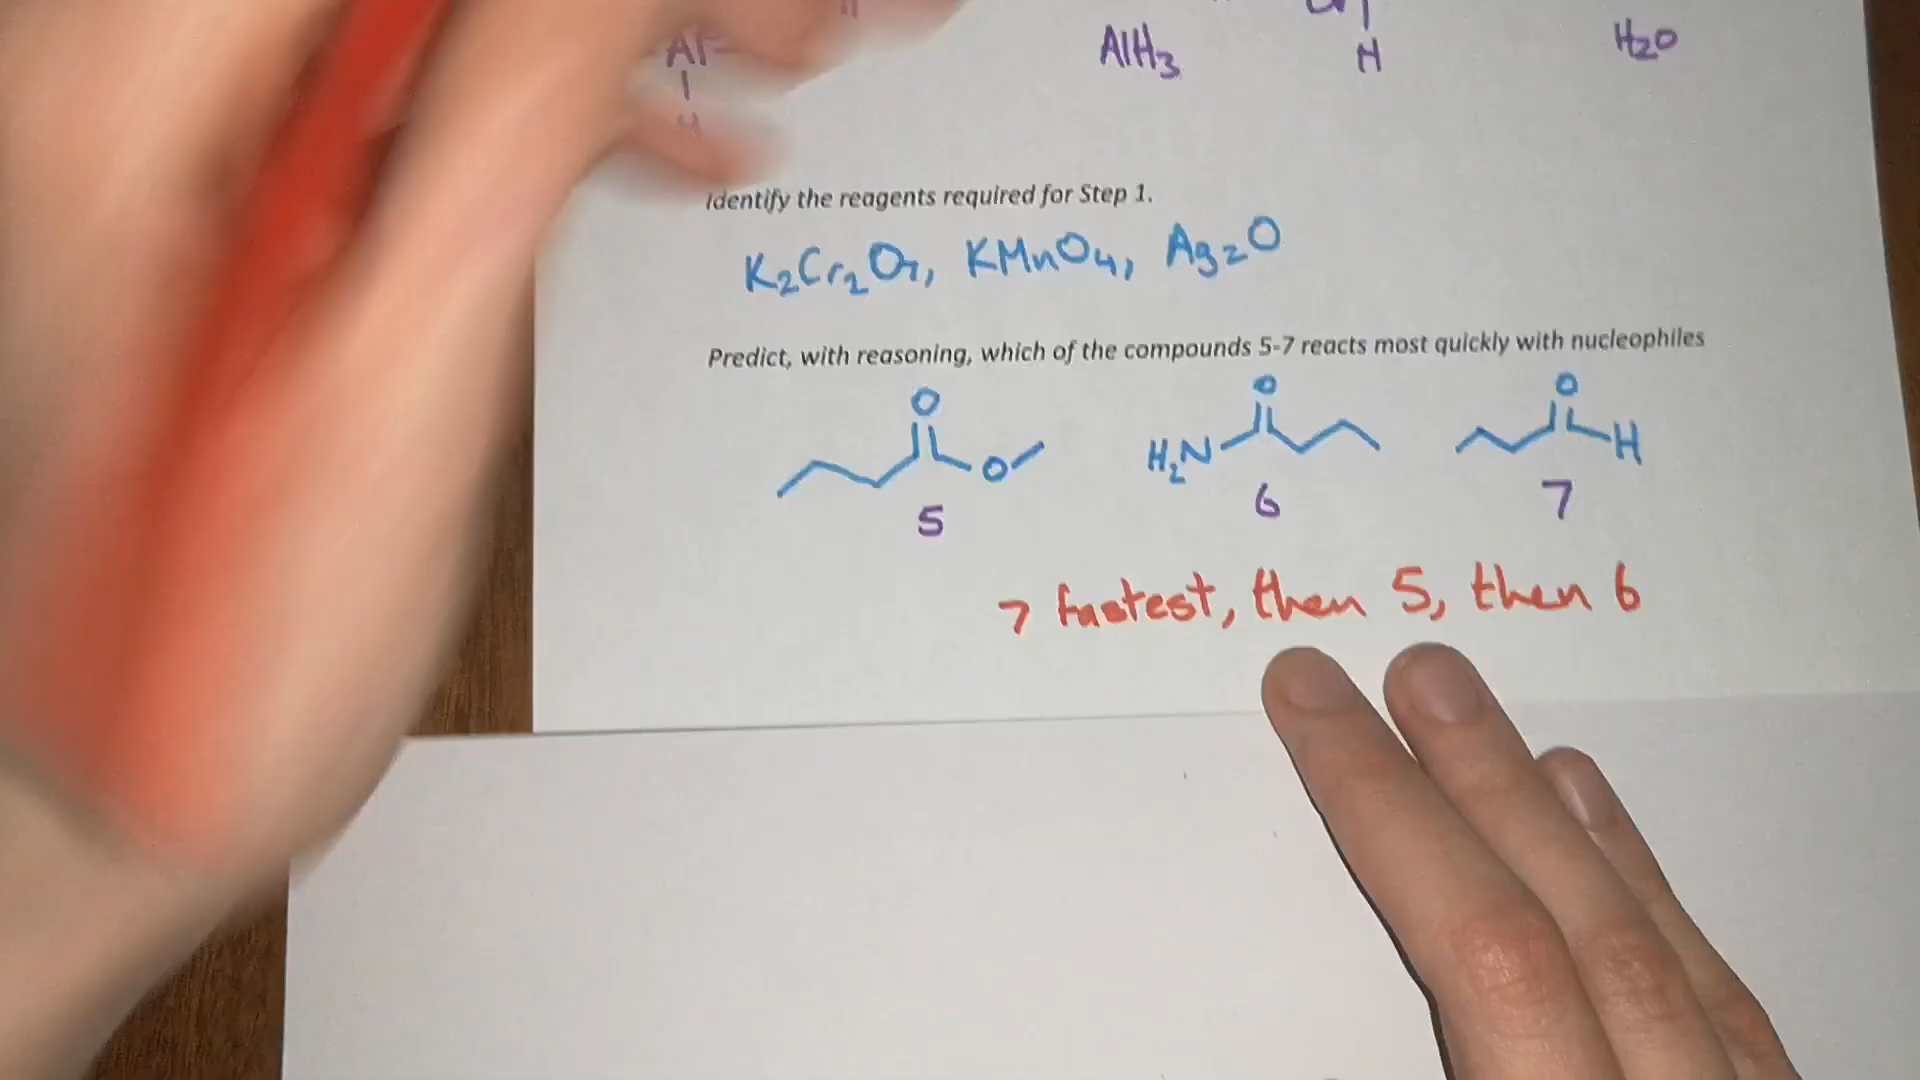 Al
H
AlH3
H
H2O
Identify the reagents required for Step 1.
K2Cr2O7, KMnO4, Ag2O
Predict, with reasoning, which of the compounds 5-7 reacts most quickly with nucleophiles
O
O
O
O
H2N
H
5
6
7
7 fastest, then 5, then 6